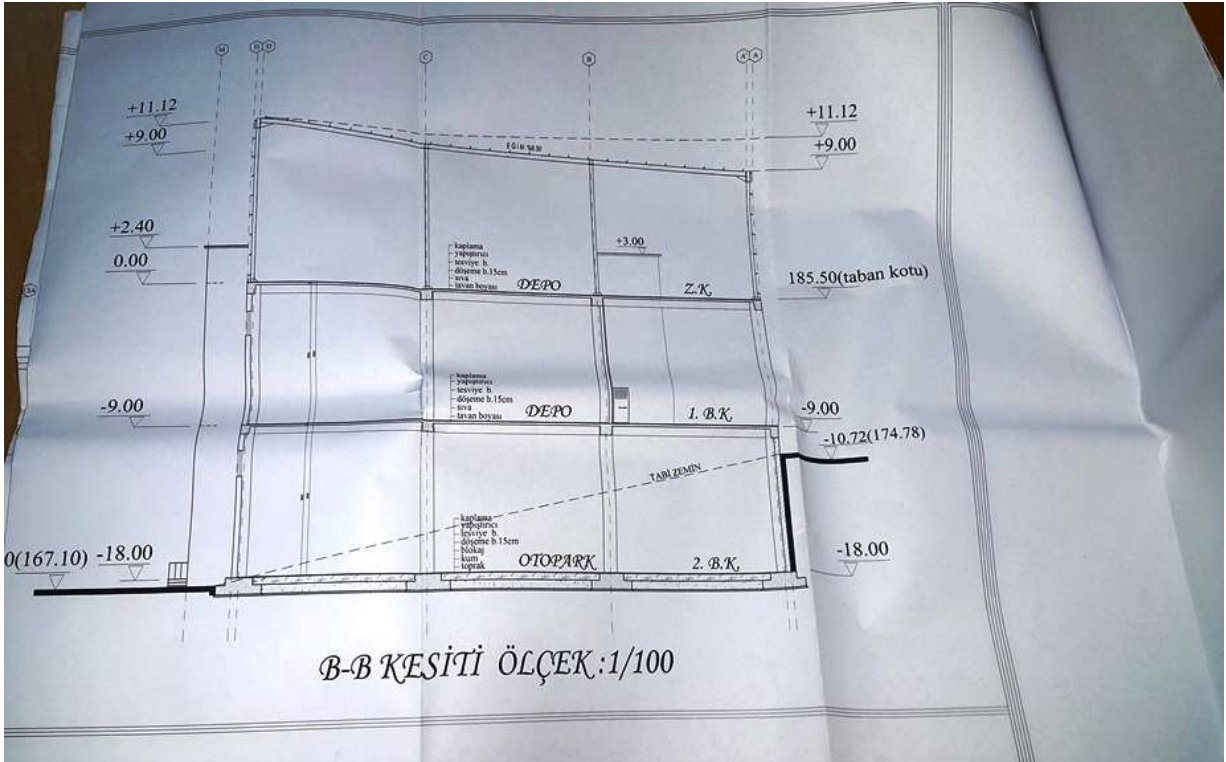 H D D C B A A
+11.12
+9.00
+11.12
+9.00
+2.40
0.00
+3.00
kaplama
yapıştırıcı
tesviye b.
döşeme b.15cm
sıva
tavan boyası
DEPO
Z.K.
185.50(taban kotu)
kaplama
yapıştırıcı
tesviye b.
döşeme b.15cm
sıva
tavan boyası
DEPO
1. B.K.
-9.00
-9.00
-10.72(174.78)
TABİ ZEMİN
kaplama
yapıştırıcı
tesviye b.
döşeme b.15cm
blokaj
kum
toprak
OTOPARK
2. B.K.
0(167.10)
-18.00
-18.00
B-B KESİTİ ÖLÇEK :1/100